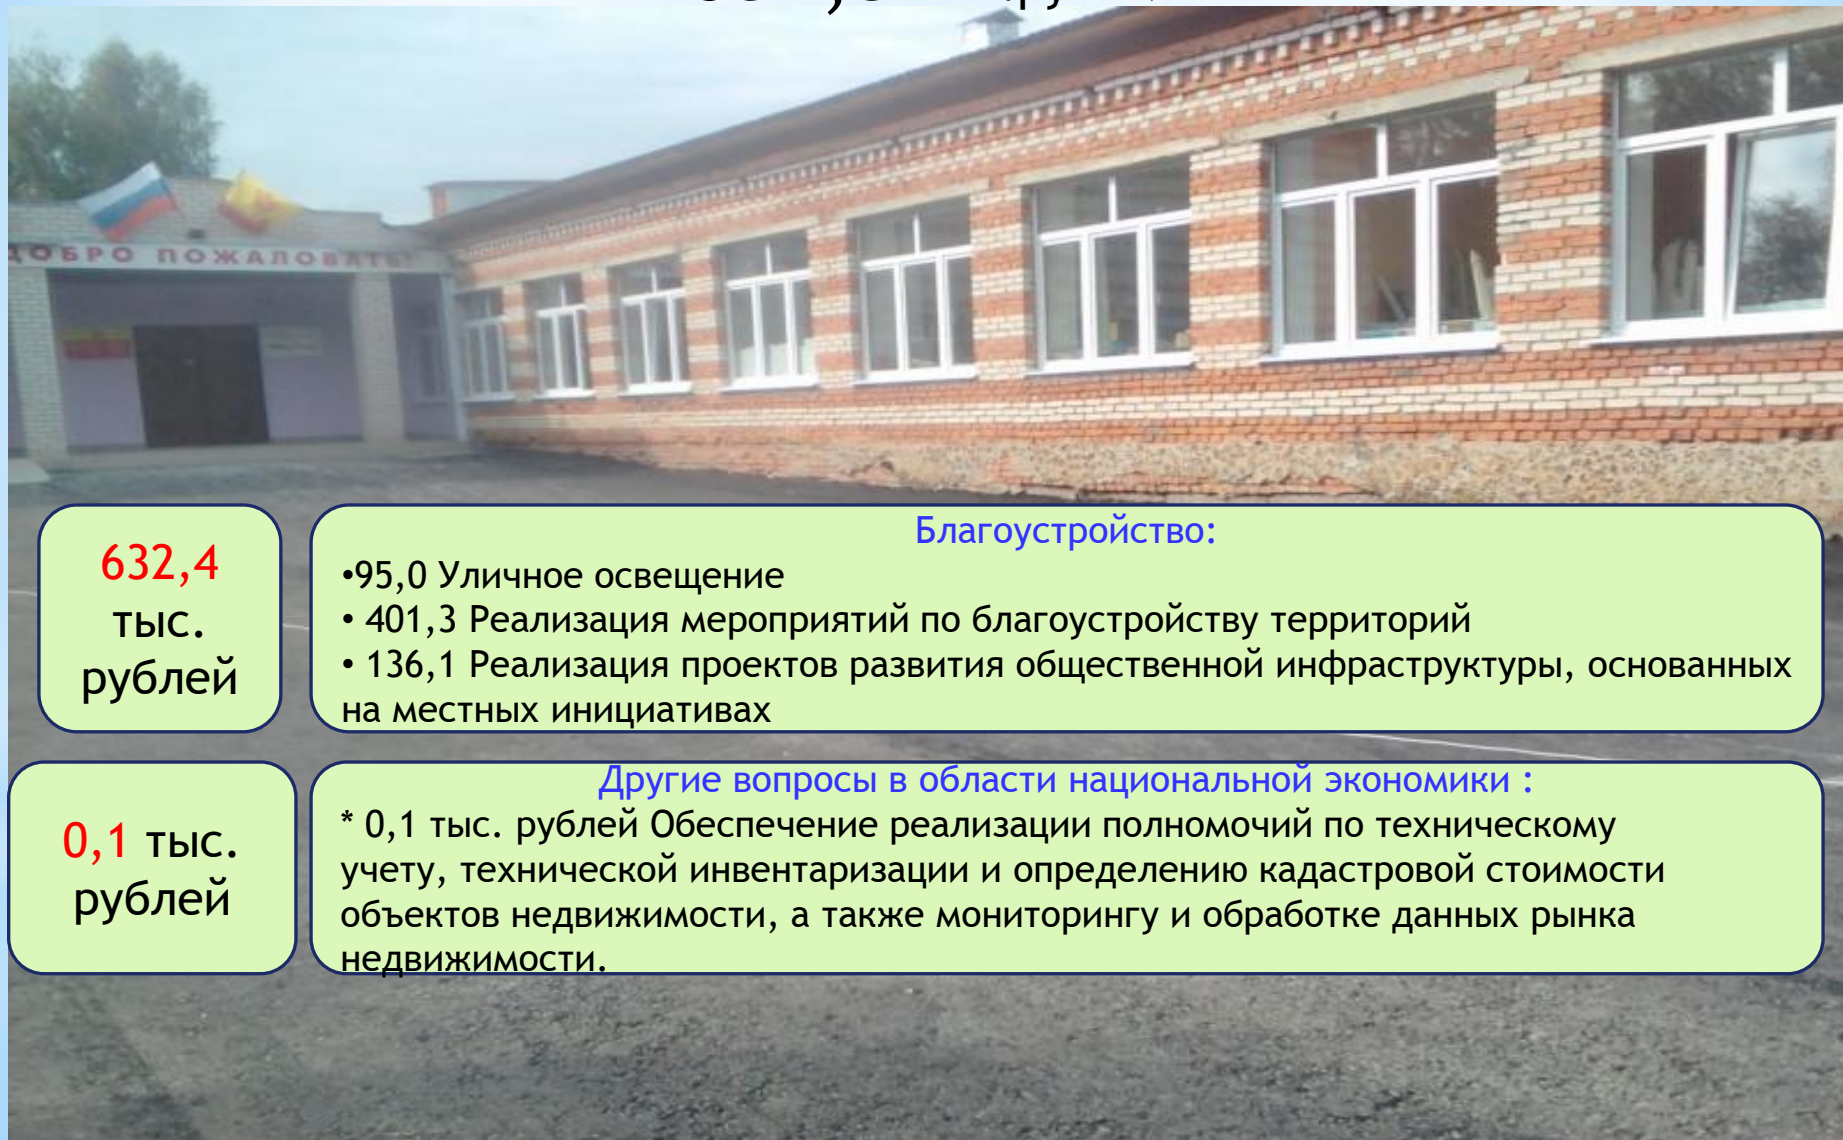 ДОБРО ПОЖАЛОВАТЬ!
632,4
тыс.
рублей
Благоустройство:
•95,0 Уличное освещение
• 401,3 Реализация мероприятий по благоустройству территорий
• 136,1 Реализация проектов развития общественной инфраструктуры, основанных
на местных инициативах
0,1 тыс.
рублей
Другие вопросы в области национальной экономики :
* 0,1 тыс. рублей Обеспечение реализации полномочий по техническому
учету, технической инвентаризации и определению кадастровой стоимости
объектов недвижимости, а также мониторингу и обработке данных рынка
недвижимости.